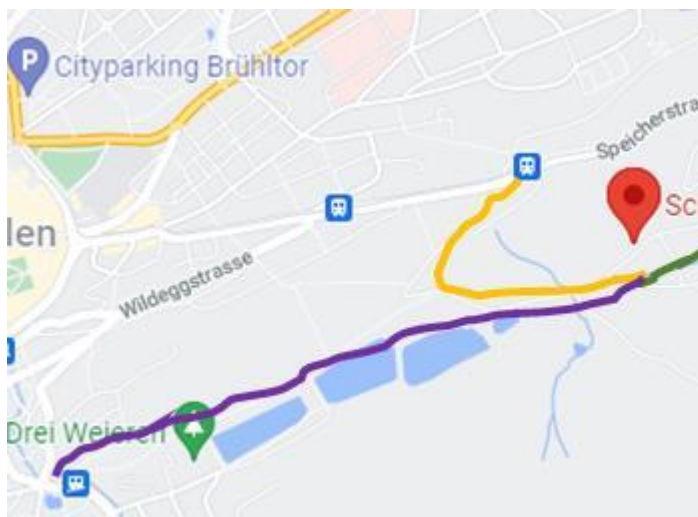 P Cityparking Brühltor
Speicherstra
Sc
len
Wildeggstrasse
Drei Weieren